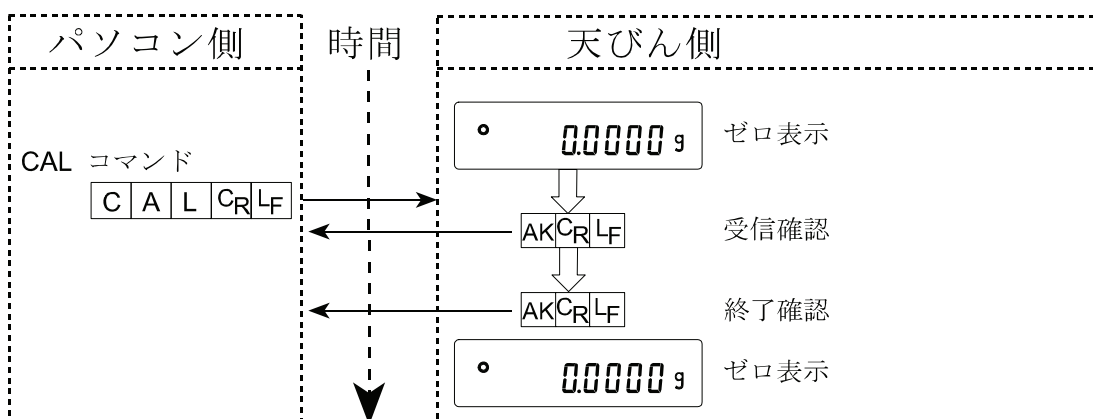 パソコン側 時間 天びん側
0.0000 g ゼロ表示
CAL コマンド
C A L CR LF
AK CR LF 受信確認
AK CR LF 終了確認
0.0000 g ゼロ表示